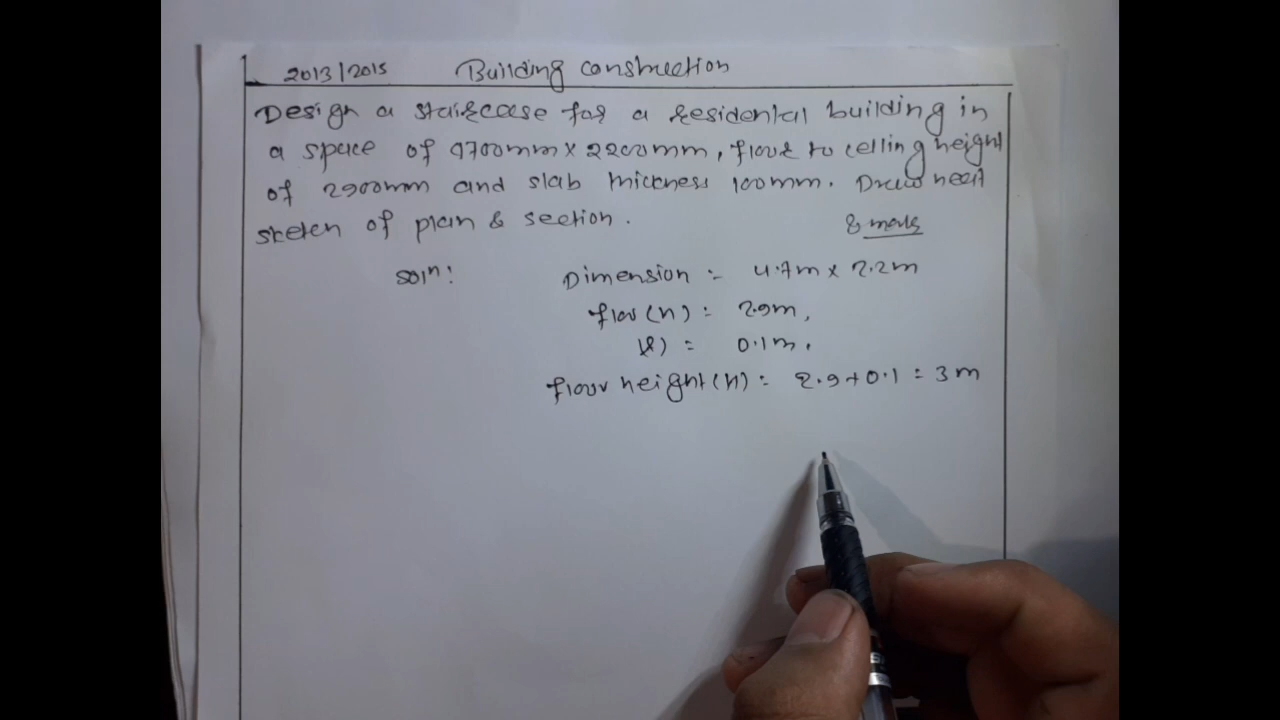 2013/2015 Building construction
Design a staircase for a residental building in
a space of 4700mm x 2200mm, floor to celling height
of 2900mm and slab thickness 100mm. Draw neat
sketch of plan & section.
8 marks
solⁿ: Dimension :- 4.7m x 2.2m
floor (h) = 2.9m,
(t) = 0.1m.
floor height (h) = 2.9+0.1 = 3m